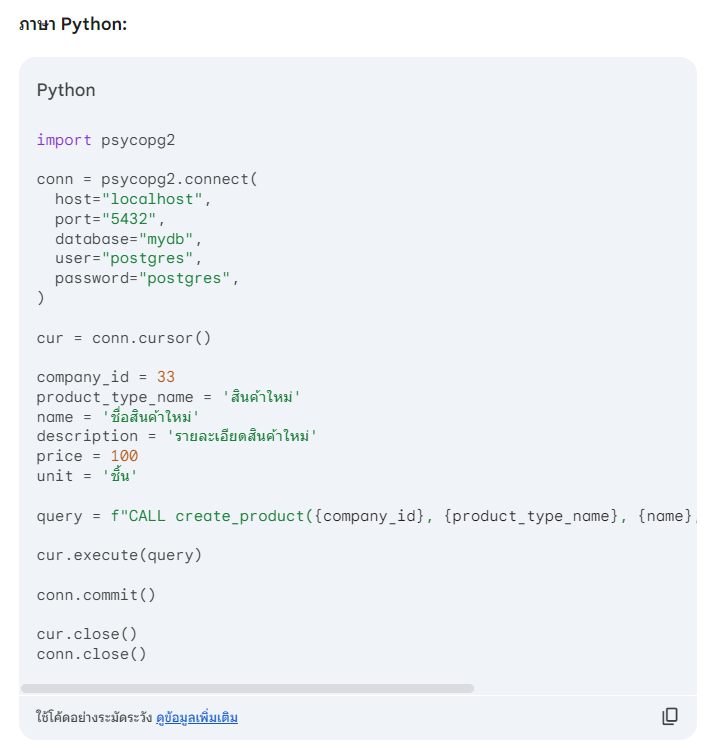 ภาษา Python:
Python
import psycopg2
conn = psycopg2.connect(
host="localhost",
port="5432",
database="mydb",
user="postgres",
password="postgres",
)
cur = conn.cursor()
company_id = 33
product_type_name = 'สินค้าใหม่'
name = 'ชื่อสินค้าใหม่'
description = 'รายละเอียดสินค้าใหม่'
price = 100
unit = 'ชิ้น'
query = f"CALL create_product({company_id}, {product_type_name}, {name},
cur.execute(query)
conn.commit()
cur.close()
conn.close()
ใช้โค้ดอย่างระมัดระวัง ดูข้อมูลเพิ่มเติม